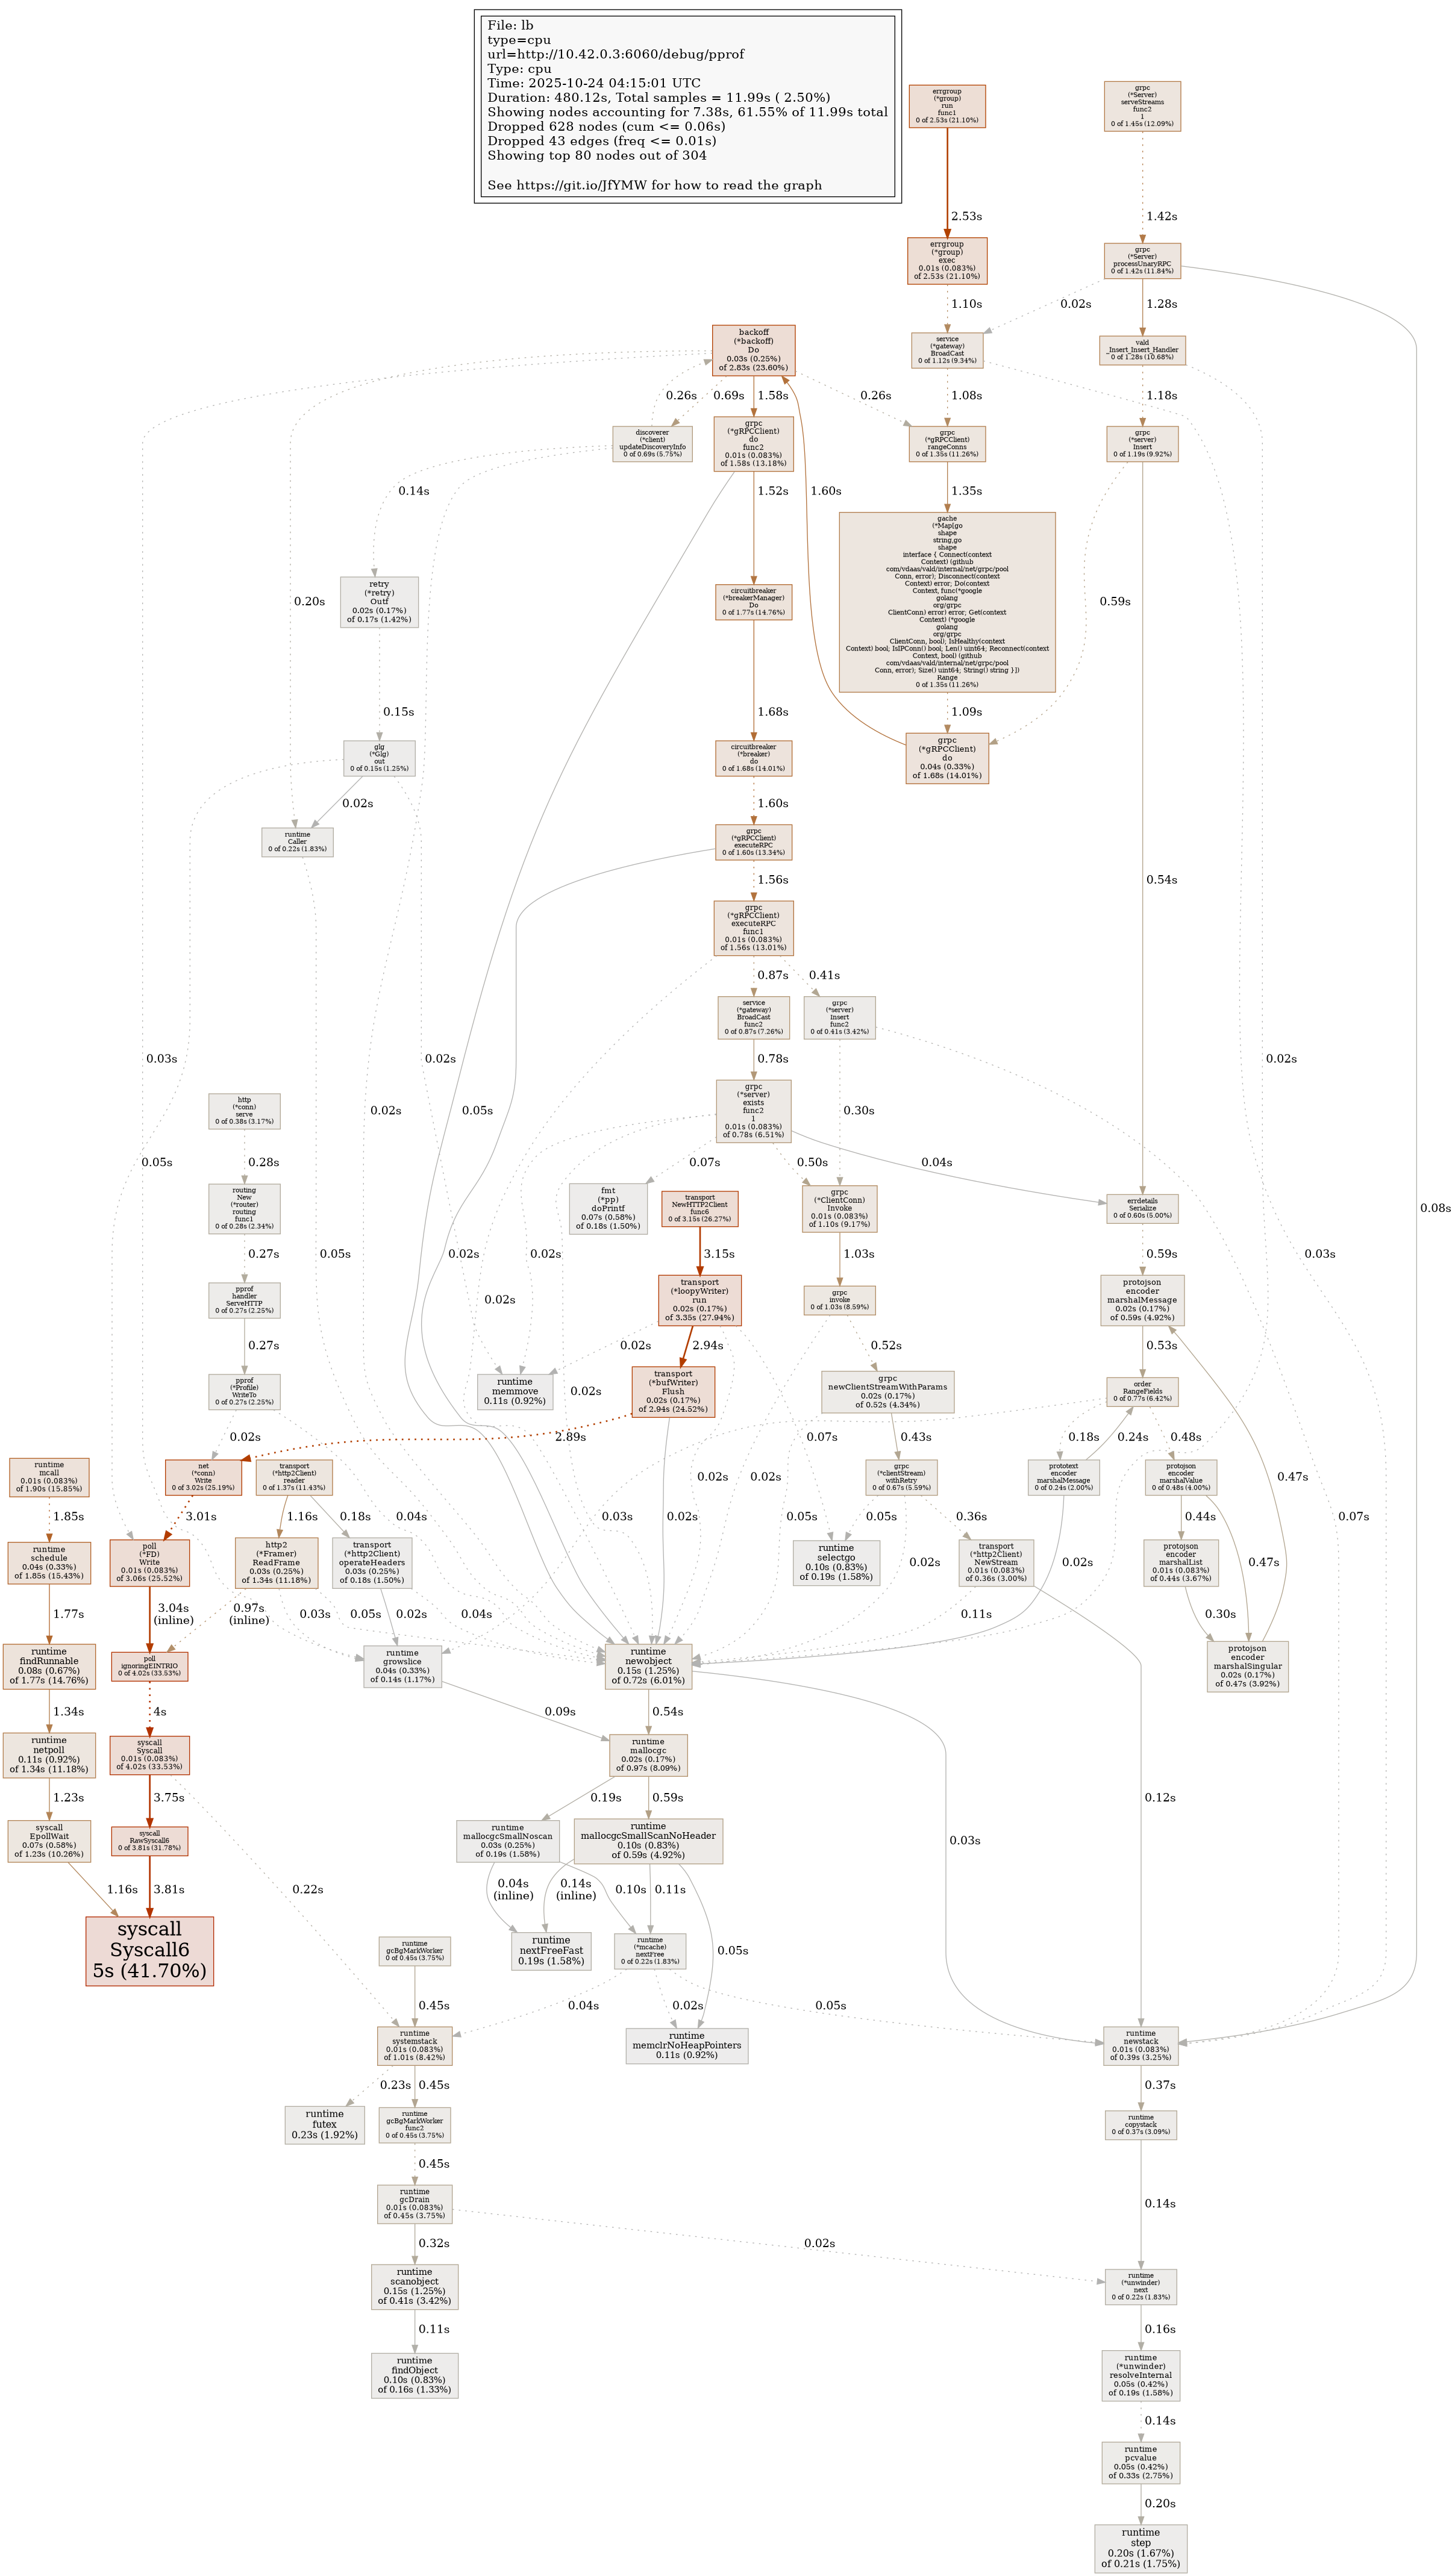 File: lb
type=cpu
url=http://10.42.0.3:6060/debug/pprof
Type: cpu
Time: 2025-10-24 04:15:01 UTC
Duration: 480.12s, Total samples = 11.99s ( 2.50%)
Showing nodes accounting for 7.38s, 61.55% of 11.99s total
Dropped 628 nodes (cum <= 0.06s)
Dropped 43 edges (freq <= 0.01s)
Showing top 80 nodes out of 304
See https://git.io/JfYMW for how to read the graph
errgroup
(*group)
run
func1
0 of 2.53s (21.10%)
grpc
(*Server)
serveStreams
func2
1
0 of 1.45s (12.09%)
2.53s
1.42s
errgroup
(*group)
exec
0.01s (0.083%)
of 2.53s (21.10%)
grpc
(*Server)
processUnaryRPC
0 of 1.42s (11.84%)
1.10s
0.02s
1.28s
backoff
(*backoff)
Do
0.03s (0.25%)
of 2.83s (23.60%)
service
(*gateway)
BroadCast
0 of 1.12s (9.34%)
vald
_Insert_Insert_Handler
0 of 1.28s (10.68%)
0.26s
0.69s
1.58s
0.26s
1.08s
1.18s
discoverer
(*client)
updateDiscoveryInfo
0 of 0.69s (5.75%)
grpc
(*gRPCClient)
do
func2
0.01s (0.083%)
of 1.58s (13.18%)
grpc
(*gRPCClient)
rangeConns
0 of 1.35s (11.26%)
grpc
(*server)
Insert
0 of 1.19s (9.92%)
0.14s
1.52s
1.60s
1.35s
gache
(*Map[go
shape
string,go
shape
interface { Connect(context
Context) (github
com/vdaas/vald/internal/net/grpc/pool
Conn, error); Disconnect(context
Context) error; Do(context
Context, func(*google
golang
org/grpc
ClientConn) error) error; Get(context
Context) (*google
golang
org/grpc
ClientConn, bool); IsHealthy(context
Context) bool; IsIPConn() bool; Len() uint64; Reconnect(context
Context, bool) (github
com/vdaas/vald/internal/net/grpc/pool
Conn, error); Size() uint64; String() string }])
Range
0 of 1.35s (11.26%)
retry
(*retry)
Outf
0.02s (0.17%)
of 0.17s (1.42%)
0.20s
circuitbreaker
(*breakerManager)
Do
0 of 1.77s (14.76%)
0.59s
0.15s
1.68s
1.09s
glg
(*Glg)
out
0 of 0.15s (1.25%)
circuitbreaker
(*breaker)
do
0 of 1.68s (14.01%)
grpc
(*gRPCClient)
do
0.04s (0.33%)
of 1.68s (14.01%)
0.02s
1.60s
runtime
Caller
0 of 0.22s (1.83%)
grpc
(*gRPCClient)
executeRPC
0 of 1.60s (13.34%)
1.56s
0.54s
grpc
(*gRPCClient)
executeRPC
func1
0.01s (0.083%)
of 1.56s (13.01%)
0.87s
0.41s
service
(*gateway)
BroadCast
func2
0 of 0.87s (7.26%)
grpc
(*server)
Insert
func2
0 of 0.41s (3.42%)
0.03s
0.02s
0.78s
0.02s
http
(*conn)
serve
0 of 0.38s (3.17%)
0.02s
0.05s
grpc
(*server)
exists
func2
1
0.01s (0.083%)
of 0.78s (6.51%)
0.30s
0.05s
0.28s
0.07s
0.50s
0.04s
routing
New
(*router)
routing
func1
0 of 0.28s (2.34%)
fmt
(*pp)
doPrintf
0.07s (0.58%)
of 0.18s (1.50%)
transport
NewHTTP2Client
func6
0 of 3.15s (26.27%)
grpc
(*ClientConn)
Invoke
0.01s (0.083%)
of 1.10s (9.17%)
errdetails
Serialize
0 of 0.60s (5.00%)
0.08s
0.27s
0.05s
0.02s
0.02s
3.15s
1.03s
0.59s
0.03s
pprof
handler
ServeHTTP
0 of 0.27s (2.25%)
0.02s
transport
(*loopyWriter)
run
0.02s (0.17%)
of 3.35s (27.94%)
grpc
invoke
0 of 1.03s (8.59%)
protojson
encoder
marshalMessage
0.02s (0.17%)
of 0.59s (4.92%)
0.27s
0.02s
2.94s
0.52s
0.53s
pprof
(*Profile)
WriteTo
0 of 0.27s (2.25%)
runtime
memmove
0.11s (0.92%)
0.02s
transport
(*bufWriter)
Flush
0.02s (0.17%)
of 2.94s (24.52%)
grpc
newClientStreamWithParams
0.02s (0.17%)
of 0.52s (4.34%)
order
RangeFields
0 of 0.77s (6.42%)
0.02s
2.89s
0.07s
0.43s
0.18s
0.24s
0.48s
runtime
mcall
0.01s (0.083%)
of 1.90s (15.85%)
net
(*conn)
Write
0 of 3.02s (25.19%)
transport
(*http2Client)
reader
0 of 1.37s (11.43%)
0.02s
0.02s
grpc
(*clientStream)
withRetry
0 of 0.67s (5.59%)
prototext
encoder
marshalMessage
0 of 0.24s (2.00%)
protojson
encoder
marshalValue
0 of 0.48s (4.00%)
0.47s
1.85s
3.01s
1.16s
0.18s
0.04s
0.03s
0.02s
0.05s
0.05s
0.36s
0.07s
0.44s
0.47s
runtime
schedule
0.04s (0.33%)
of 1.85s (15.43%)
poll
(*FD)
Write
0.01s (0.083%)
of 3.06s (25.52%)
http2
(*Framer)
ReadFrame
0.03s (0.25%)
of 1.34s (11.18%)
transport
(*http2Client)
operateHeaders
0.03s (0.25%)
of 0.18s (1.50%)
runtime
selectgo
0.10s (0.83%)
of 0.19s (1.58%)
0.02s
transport
(*http2Client)
NewStream
0.01s (0.083%)
of 0.36s (3.00%)
0.02s
protojson
encoder
marshalList
0.01s (0.083%)
of 0.44s (3.67%)
1.77s
3.04s
(inline)
0.97s
(inline)
0.03s
0.05s
0.02s
0.04s
0.11s
0.30s
runtime
findRunnable
0.08s (0.67%)
of 1.77s (14.76%)
poll
ignoringEINTRIO
0 of 4.02s (33.53%)
runtime
growslice
0.04s (0.33%)
of 0.14s (1.17%)
runtime
newobject
0.15s (1.25%)
of 0.72s (6.01%)
protojson
encoder
marshalSingular
0.02s (0.17%)
of 0.47s (3.92%)
1.34s
4s
0.09s
0.54s
runtime
netpoll
0.11s (0.92%)
of 1.34s (11.18%)
syscall
Syscall
0.01s (0.083%)
of 4.02s (33.53%)
runtime
mallocgc
0.02s (0.17%)
of 0.97s (8.09%)
1.23s
3.75s
0.19s
0.59s
0.12s
syscall
EpollWait
0.07s (0.58%)
of 1.23s (10.26%)
syscall
RawSyscall6
0 of 3.81s (31.78%)
runtime
mallocgcSmallNoscan
0.03s (0.25%)
of 0.19s (1.58%)
runtime
mallocgcSmallScanNoHeader
0.10s (0.83%)
of 0.59s (4.92%)
0.03s
1.16s
3.81s
0.22s
0.04s
(inline)
0.14s
(inline)
0.10s
0.11s
syscall
Syscall6
5s (41.70%)
runtime
gcBgMarkWorker
0 of 0.45s (3.75%)
runtime
nextFreeFast
0.19s (1.58%)
runtime
(*mcache)
nextFree
0 of 0.22s (1.83%)
0.05s
0.45s
0.04s
0.02s
0.05s
runtime
systemstack
0.01s (0.083%)
of 1.01s (8.42%)
runtime
memclrNoHeapPointers
0.11s (0.92%)
runtime
newstack
0.01s (0.083%)
of 0.39s (3.25%)
0.23s
0.45s
0.37s
runtime
futex
0.23s (1.92%)
runtime
gcBgMarkWorker
func2
0 of 0.45s (3.75%)
runtime
copystack
0 of 0.37s (3.09%)
0.45s
0.14s
runtime
gcDrain
0.01s (0.083%)
of 0.45s (3.75%)
0.32s
0.02s
runtime
scanobject
0.15s (1.25%)
of 0.41s (3.42%)
runtime
(*unwinder)
next
0 of 0.22s (1.83%)
0.11s
0.16s
runtime
findObject
0.10s (0.83%)
of 0.16s (1.33%)
runtime
(*unwinder)
resolveInternal
0.05s (0.42%)
of 0.19s (1.58%)
0.14s
runtime
pcvalue
0.05s (0.42%)
of 0.33s (2.75%)
0.20s
runtime
step
0.20s (1.67%)
of 0.21s (1.75%)